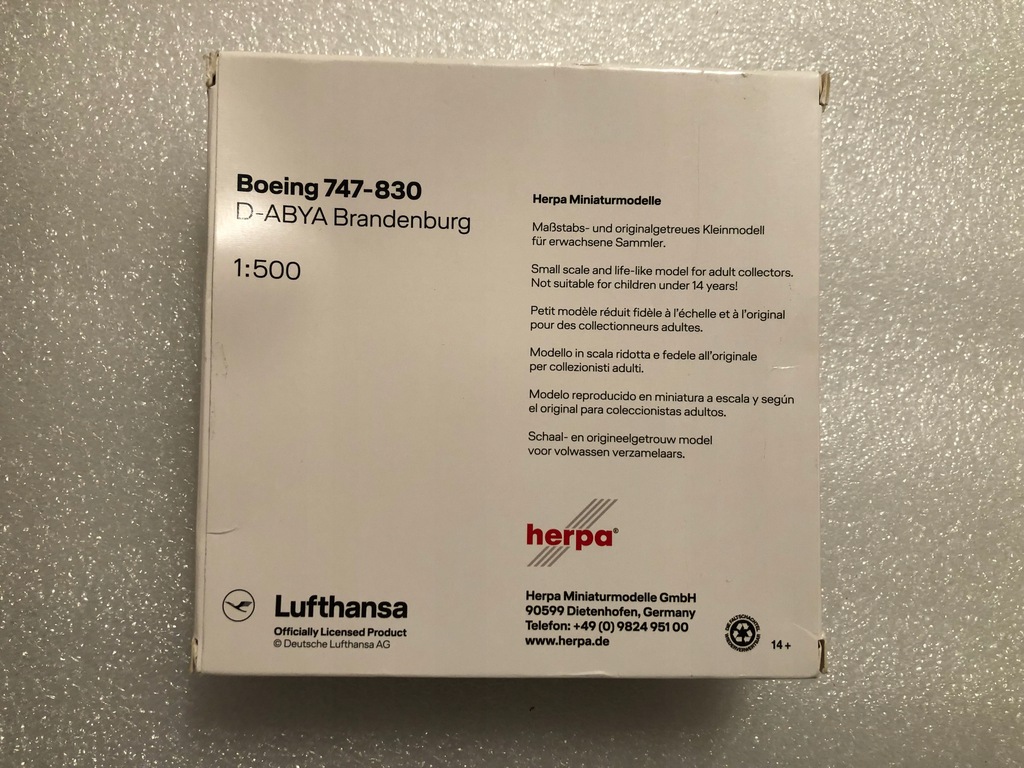 Boeing 747-830
D-ABYA Brandenburg
1:500
Herpa Miniaturmodelle
Maßstabs- und originalgetreues Kleinmodell
für erwachsene Sammler.
Small scale and life-like model for adult collectors.
Not suitable for children under 14 years!
Petit modèle réduit fidèle à l'échelle et à l'original
pour des collectionneurs adultes.
Modello in scala ridotta e fedele all'originale
per collezionisti adulti.
Modelo reproducido en miniatura a escala y según
el original para coleccionistas adultos.
Schaal- en origineelgetrouw model
voor volwassen verzamelaars.
herpa®
Lufthansa
Officially Licensed Product
© Deutsche Lufthansa AG
Herpa Miniaturmodelle GmbH
90599 Dietenhofen, Germany
Telefon: +49 (0) 9824 951 00
www.herpa.de
14+